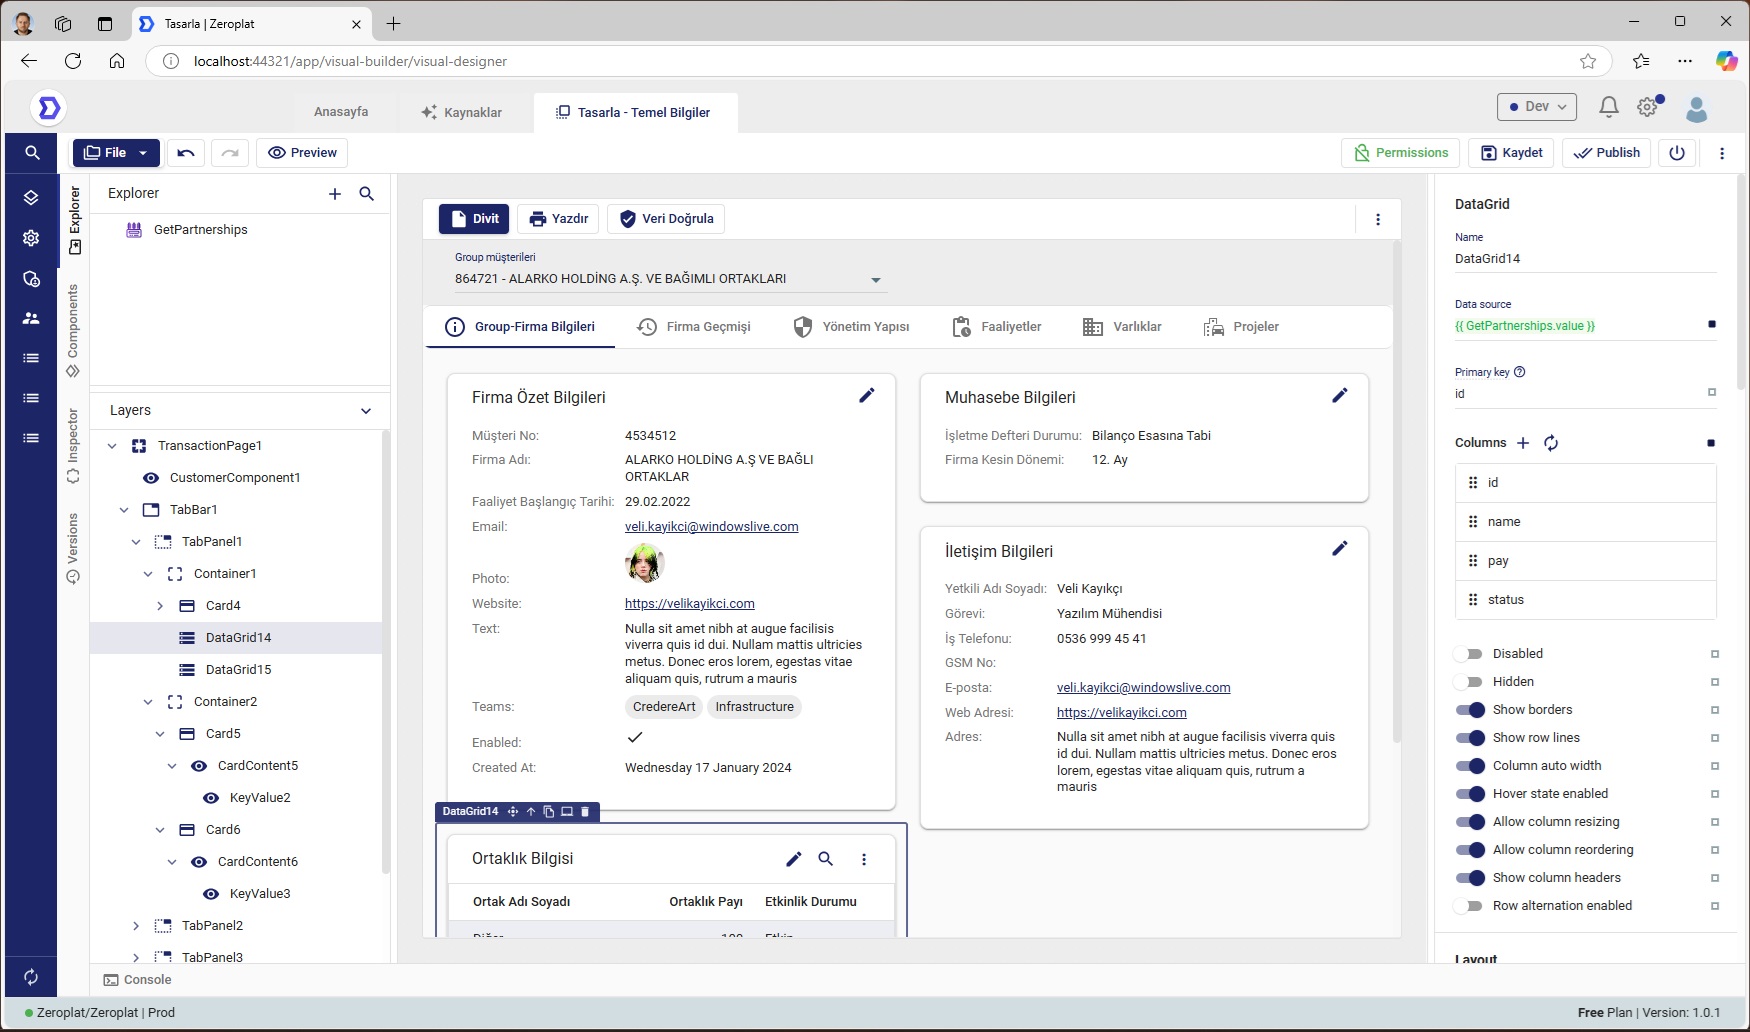 Tasarla | Zeroplat
localhost:44321/app/visual-builder/visual-designer
Anasayfa
Kaynaklar
Tasarla - Temel Bilgiler
Dev
File
Preview
Permissions
Kaydet
Publish
Explorer
Components
Inspector
Versions
Explorer
GetPartnerships
Layers
TransactionPage1
CustomerComponent1
TabBar1
TabPanel1
Container1
Card4
DataGrid14
DataGrid15
Container2
Card5
CardContent5
KeyValue2
Card6
CardContent6
KeyValue3
TabPanel2
TabPanel3
Divit
Yazdır
Veri Doğrula
Group müşterileri
864721 - ALARKO HOLDİNG A.Ş. VE BAĞIMLI ORTAKLARI
Group-Firma Bilgileri
Firma Geçmişi
Yönetim Yapısı
Faaliyetler
Varlıklar
Projeler
Firma Özet Bilgileri
Müşteri No: 4534512
Firma Adı: ALARKO HOLDİNG A.Ş VE BAĞLI
ORTAKLAR
Faaliyet Başlangıç Tarihi: 29.02.2022
Email: veli.kayikci@windowslive.com
Photo:
Website: https://velikayikci.com
Text: Nulla sit amet nibh at augue facilisis
viverra quis id dui. Nullam mattis ultricies
metus. Donec eros lorem, egestas vitae
aliquam quis, rutrum a mauris
Teams: CredereArt Infrastructure
Enabled:
Created At: Wednesday 17 January 2024
DataGrid14
Ortaklık Bilgisi
Ortak Adı Soyadı Ortaklık Payı Etkinlik Durumu
Diğer 100 Etkin
Muhasebe Bilgileri
İşletme Defteri Durumu: Bilanço Esasına Tabi
Firma Kesin Dönemi: 12. Ay
İletişim Bilgileri
Yetkili Adı Soyadı: Veli Kayıkçı
Görevi: Yazılım Mühendisi
İş Telefonu: 0536 999 45 41
GSM No:
E-posta: veli.kayikci@windowslive.com
Web Adresi: https://velikayikci.com
Adres: Nulla sit amet nibh at augue facilisis viverra quis
id dui. Nullam mattis ultricies metus. Donec eros
lorem, egestas vitae aliquam quis, rutrum a
mauris
DataGrid
Name
DataGrid14
Data source
{{ GetPartnerships.value }}
Primary key
id
Columns
id
name
pay
status
Disabled
Hidden
Show borders
Show row lines
Column auto width
Hover state enabled
Allow column resizing
Allow column reordering
Show column headers
Row alternation enabled
Layout
Console
Zeroplat/Zeroplat | Prod
Free Plan | Version: 1.0.1